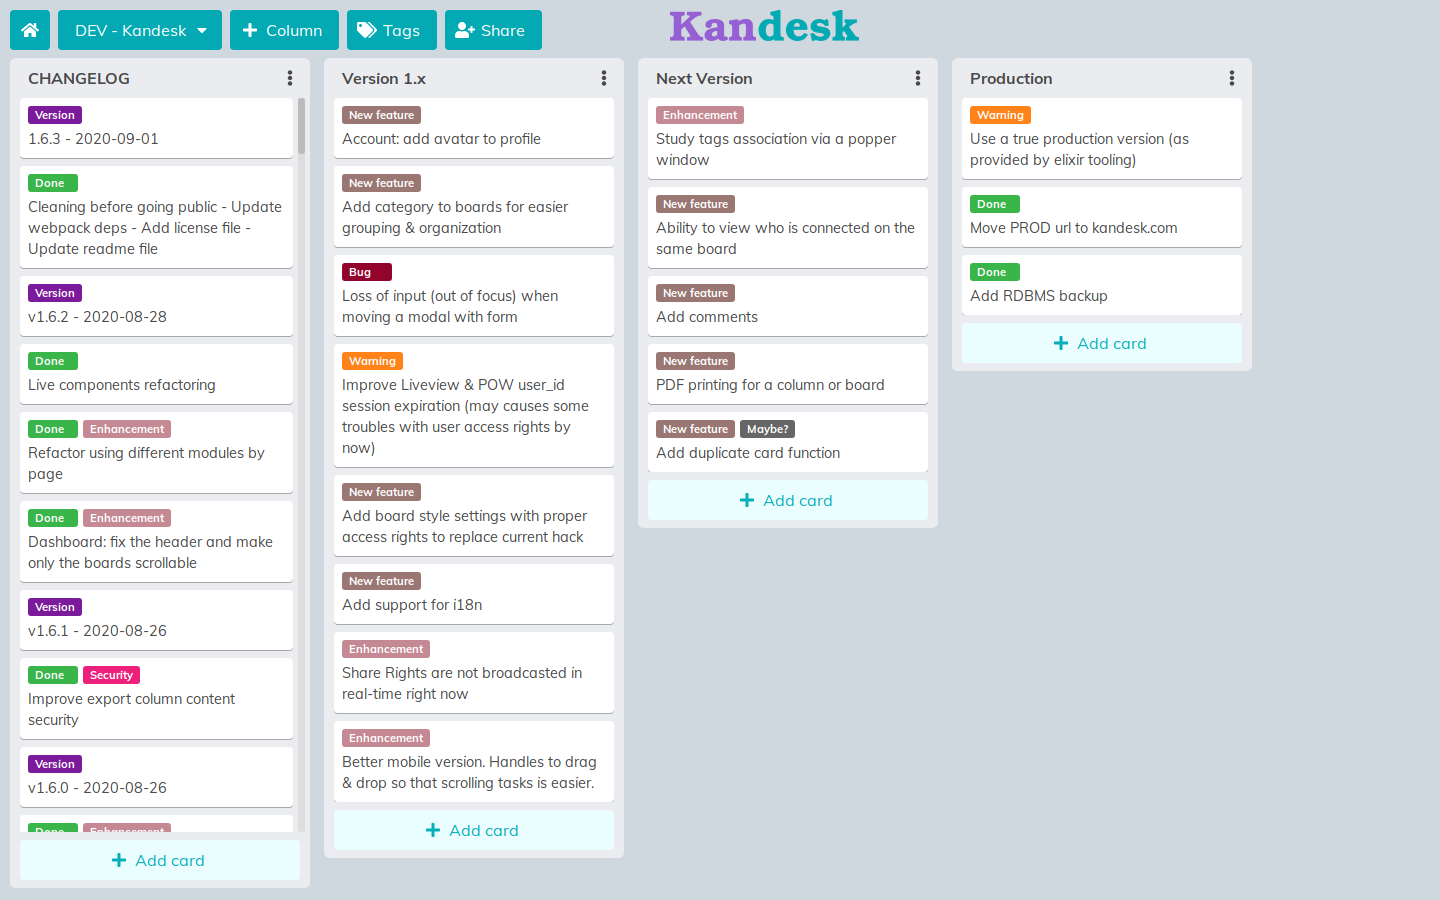 DEV - Kandesk
Column
Tags
Share
Kandesk
CHANGELOG
Version
1.6.3 - 2020-09-01
Done
Cleaning before going public - Update
webpack deps - Add license file -
Update readme file
Version
v1.6.2 - 2020-08-28
Done
Live components refactoring
Done Enhancement
Refactor using different modules by
page
Done Enhancement
Dashboard: fix the header and make
only the boards scrollable
Version
v1.6.1 - 2020-08-26
Done Security
Improve export column content
security
Version
v1.6.0 - 2020-08-26
Done Enhancement
Add card
Version 1.x
New feature
Account: add avatar to profile
New feature
Add category to boards for easier
grouping & organization
Bug
Loss of input (out of focus) when
moving a modal with form
Warning
Improve Liveview & POW user_id
session expiration (may causes some
troubles with user access rights by
now)
New feature
Add board style settings with proper
access rights to replace current hack
New feature
Add support for i18n
Enhancement
Share Rights are not broadcasted in
real-time right now
Enhancement
Better mobile version. Handles to drag
& drop so that scrolling tasks is easier.
Add card
Next Version
Enhancement
Study tags association via a popper
window
New feature
Ability to view who is connected on the
same board
New feature
Add comments
New feature
PDF printing for a column or board
New feature Maybe?
Add duplicate card function
Add card
Production
Warning
Use a true production version (as
provided by elixir tooling)
Done
Move PROD url to kandesk.com
Done
Add RDBMS backup
Add card